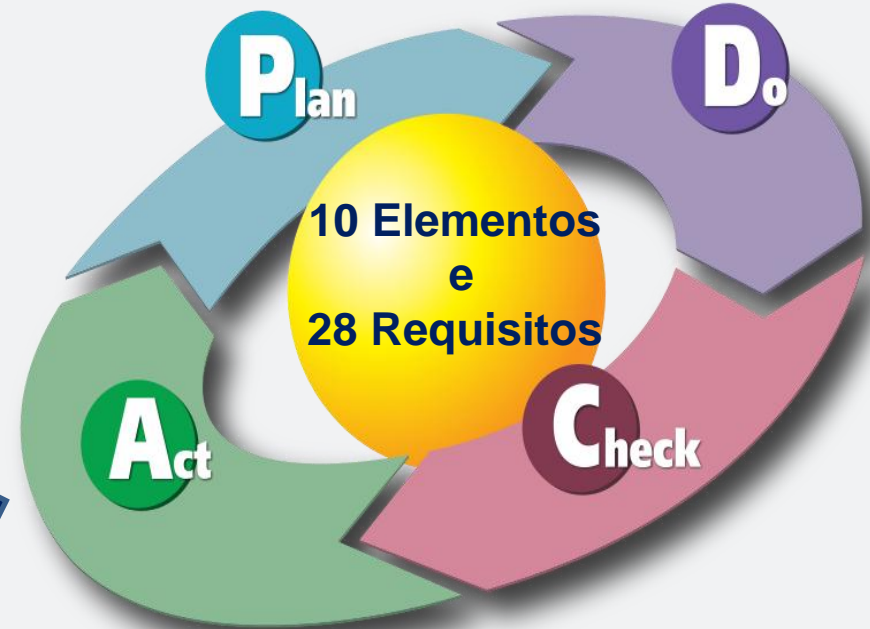 Plan
Do
10 Elementos
e
28 Requisitos
Act
Check